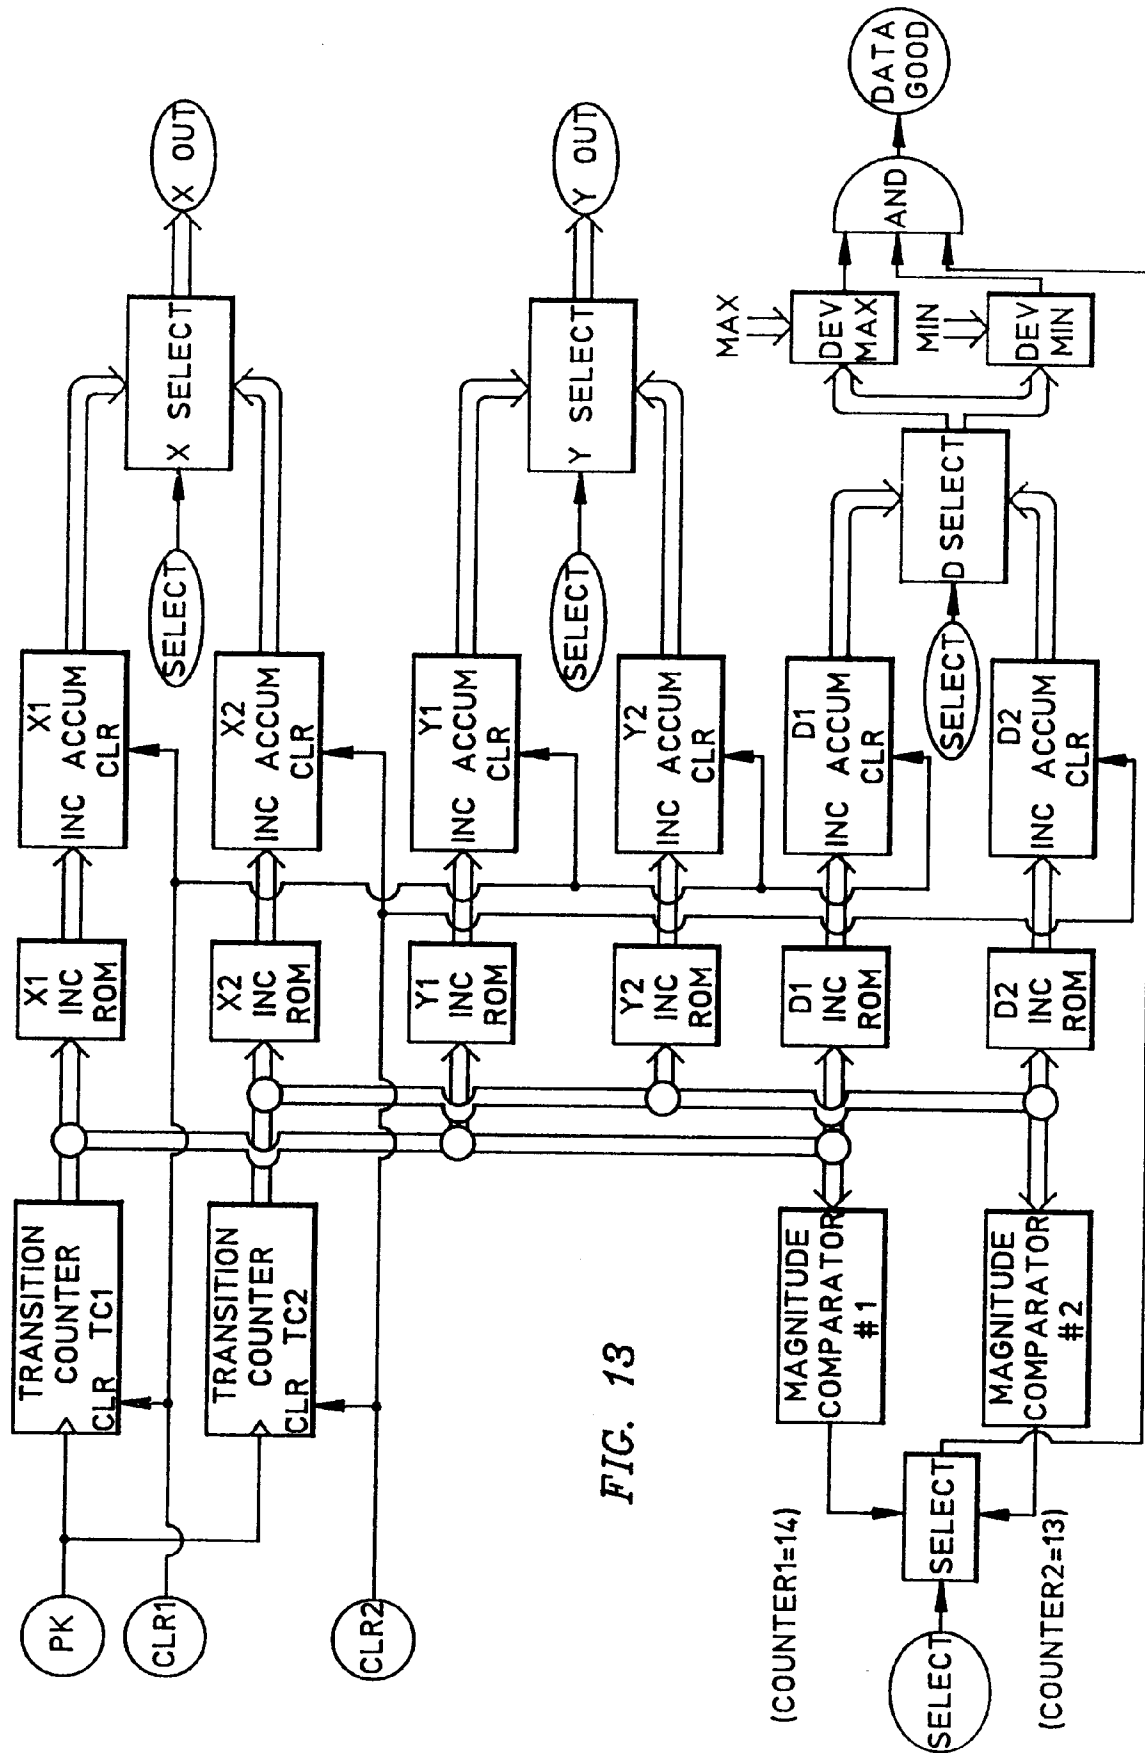 PK
CLR1
CLR2
TRANSITION
COUNTER
TC1
CLR
TRANSITION
COUNTER
TC2
CLR
X1
INC
ROM
X2
INC
ROM
Y1
INC
ROM
Y2
INC
ROM
D1
INC
ROM
D2
INC
ROM
X1
INC ACCUM
CLR
X2
INC ACCUM
CLR
Y1
INC ACCUM
CLR
Y2
INC ACCUM
CLR
D1
INC ACCUM
CLR
D2
INC ACCUM
CLR
SELECT
X SELECT
X OUT
SELECT
Y SELECT
Y OUT
SELECT
D SELECT
MAX
DEV
MAX
MIN
DEV
MIN
AND
DATA
GOOD
MAGNITUDE
COMPARATOR
#1
MAGNITUDE
COMPARATOR
#2
(COUNTER1=14)
SELECT
SELECT
(COUNTER2=13)
FIG. 13